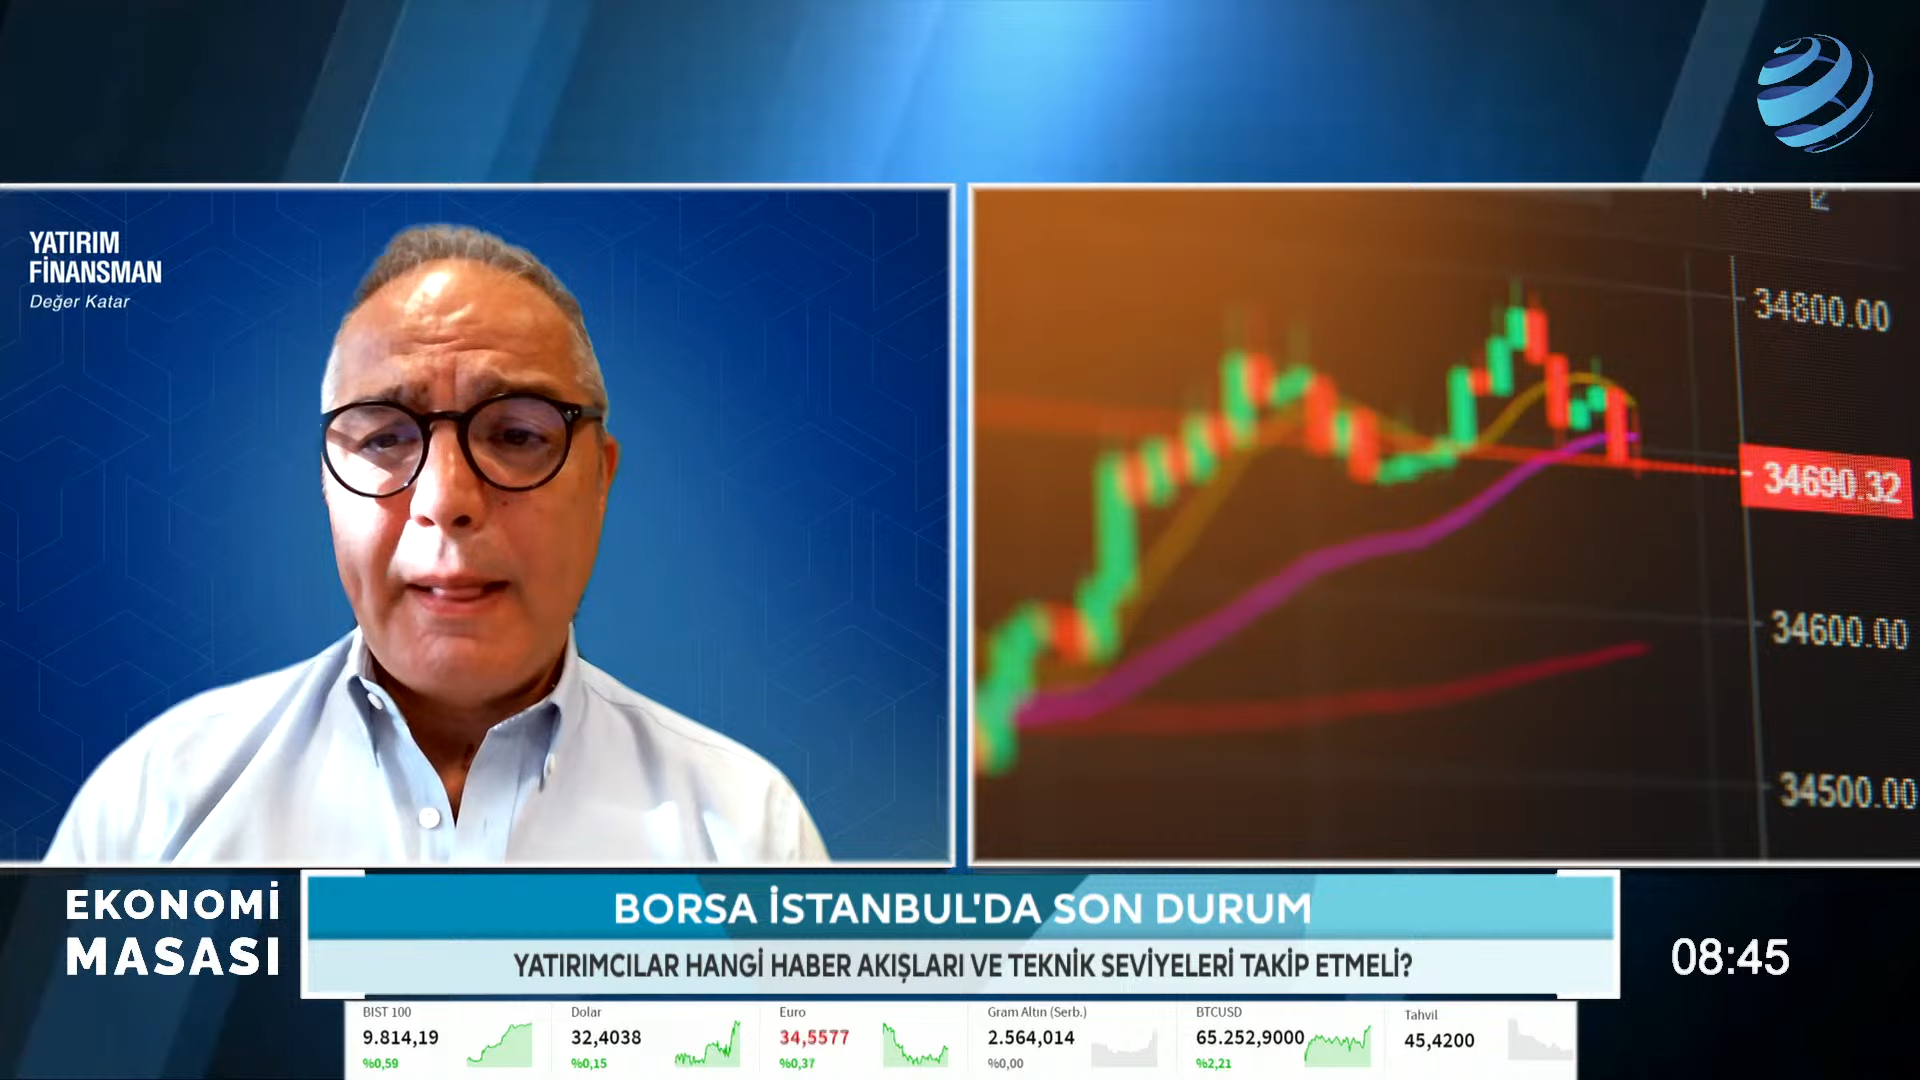 YATIRIM
FİNANSMAN
Değer Katar
34800.00
34690.32
34600.00
34500.00
EKONOMİ
MASASI
BORSA İSTANBUL'DA SON DURUM
YATIRIMCILAR HANGİ HABER AKIŞLARI VE TEKNİK SEVİYELERİ TAKİP ETMELİ?
08:45
BIST 100
9.814,19
%0,59
Dolar
32,4038
%0,15
Euro
34,5577
%0,37
Gram Altın (Serb.)
2.564,014
%0,00
BTCUSD
65.252,9000
%2,21
Tahvil
45,4200